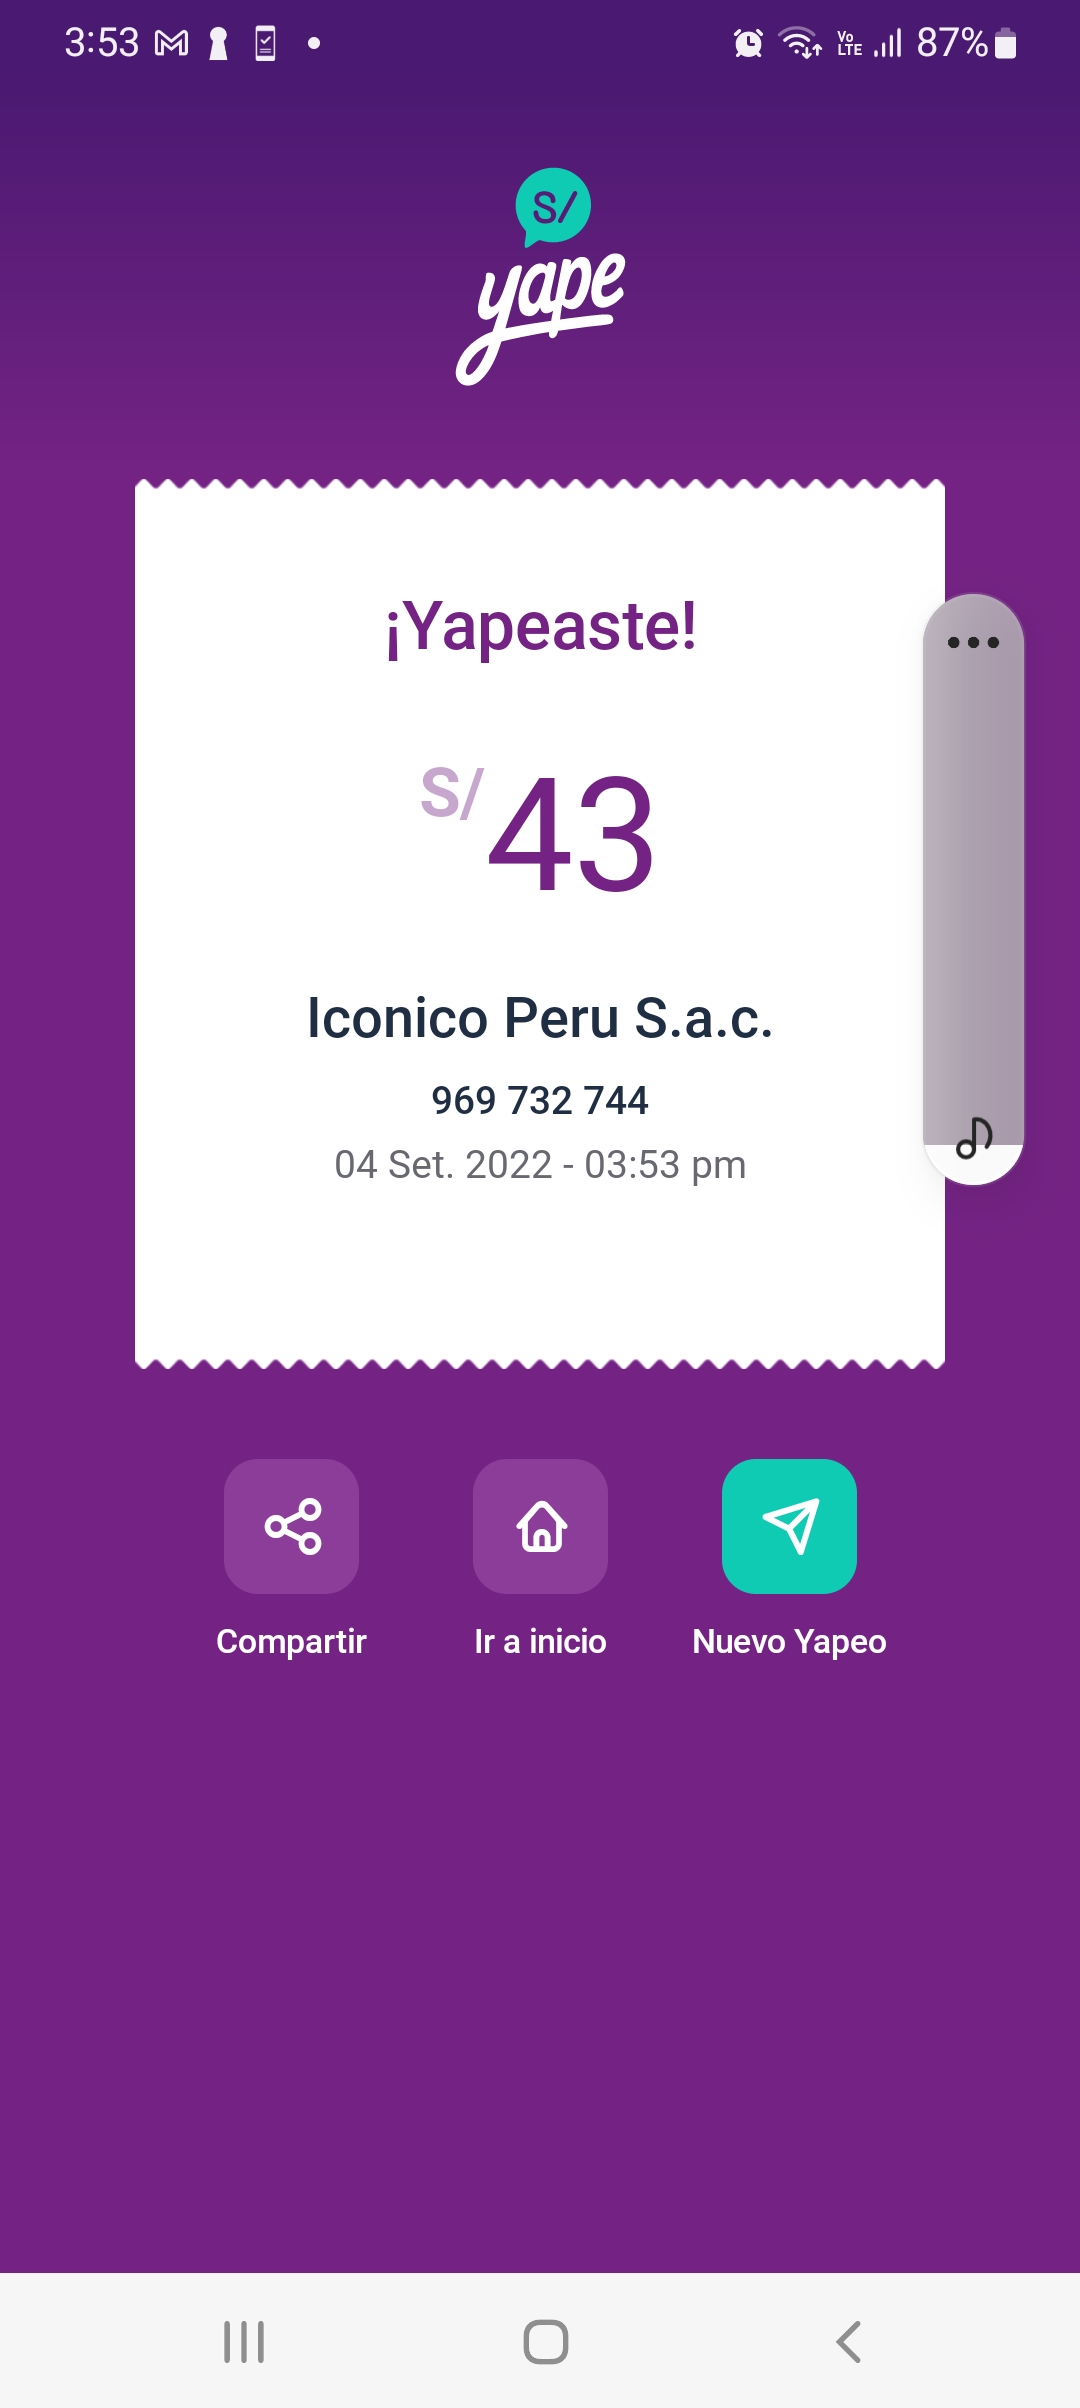 3:53
Vo LTE 87%
S/
yape
¡Yapeaste!
S/ 43
Iconico Peru S.a.c.
969 732 744
04 Set. 2022 - 03:53 pm
Compartir Ir a inicio Nuevo Yapeo